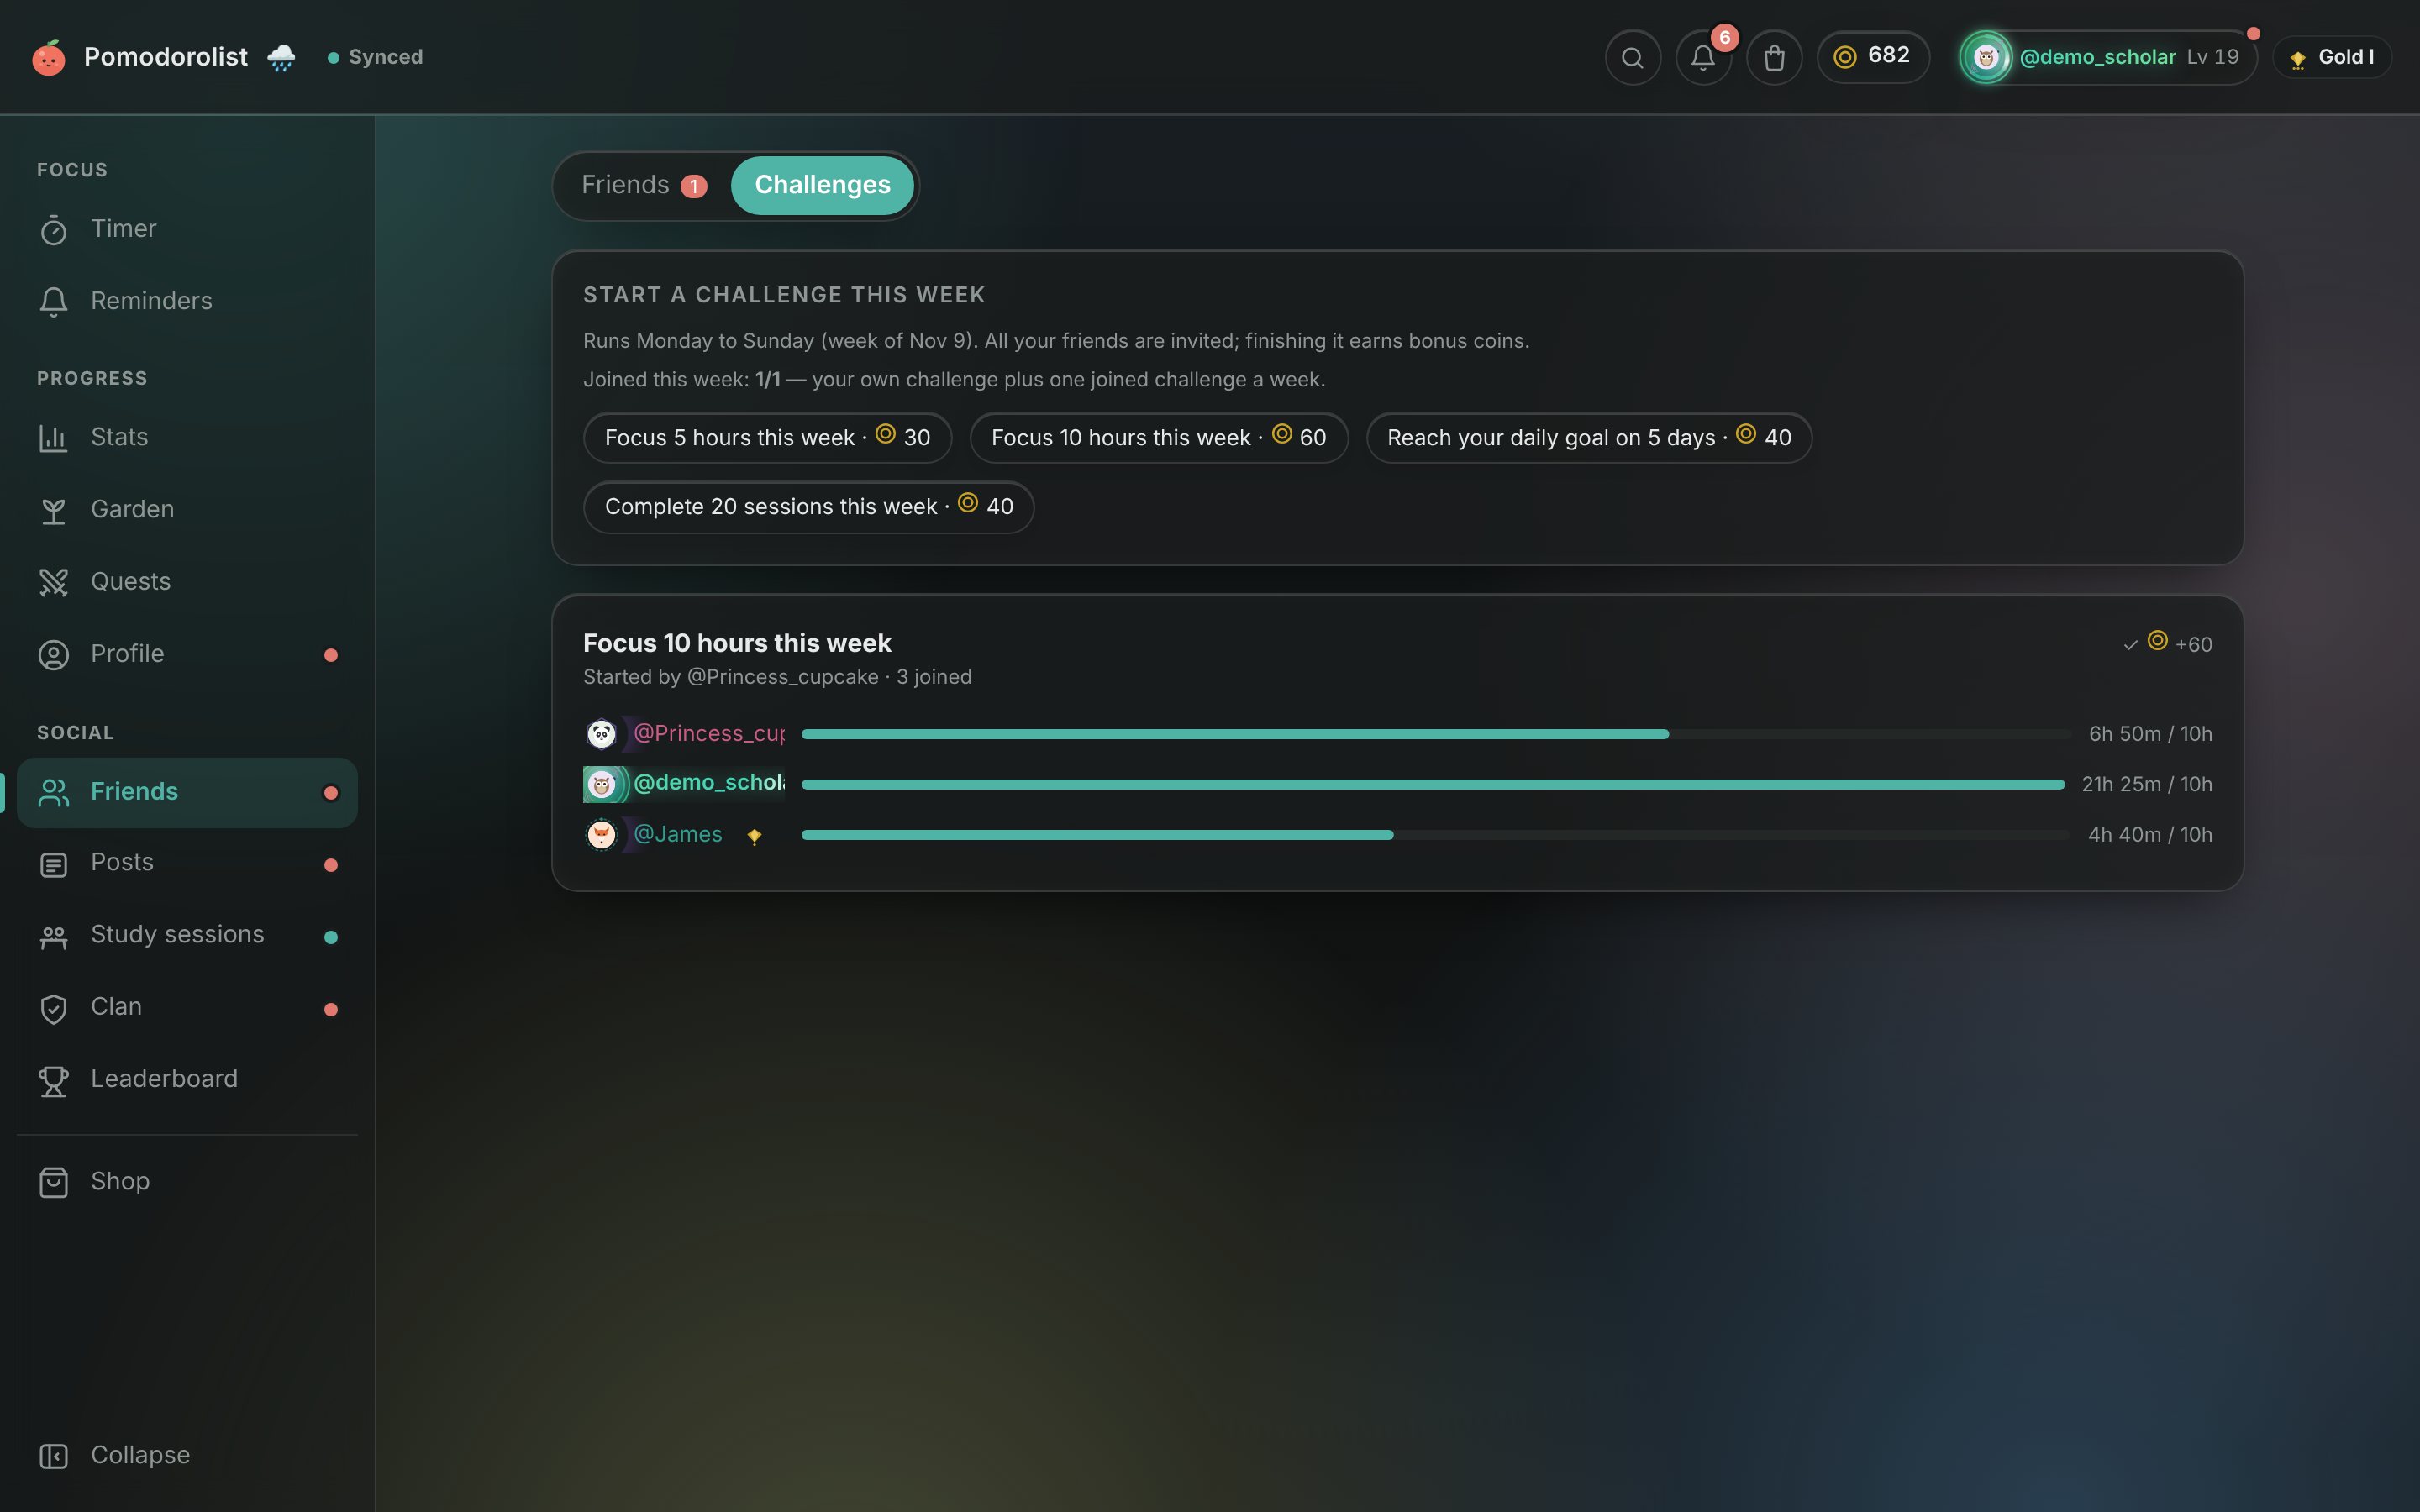 Pomodorolist Synced 6 682 @demo_scholar Lv 19 Gold I
FOCUS
Timer
Reminders
PROGRESS
Stats
Garden
Quests
Profile
SOCIAL
Friends
Posts
Study sessions
Clan
Leaderboard
Shop
Collapse
Friends 1 Challenges
START A CHALLENGE THIS WEEK
Runs Monday to Sunday (week of Nov 9). All your friends are invited; finishing it earns bonus coins.
Joined this week: 1/1 — your own challenge plus one joined challenge a week.
Focus 5 hours this week · 30 Focus 10 hours this week · 60 Reach your daily goal on 5 days · 40
Complete 20 sessions this week · 40
Focus 10 hours this week +60
Started by @Princess_cupcake · 3 joined
@Princess_cup 6h 50m / 10h
@demo_schola 21h 25m / 10h
@James 4h 40m / 10h